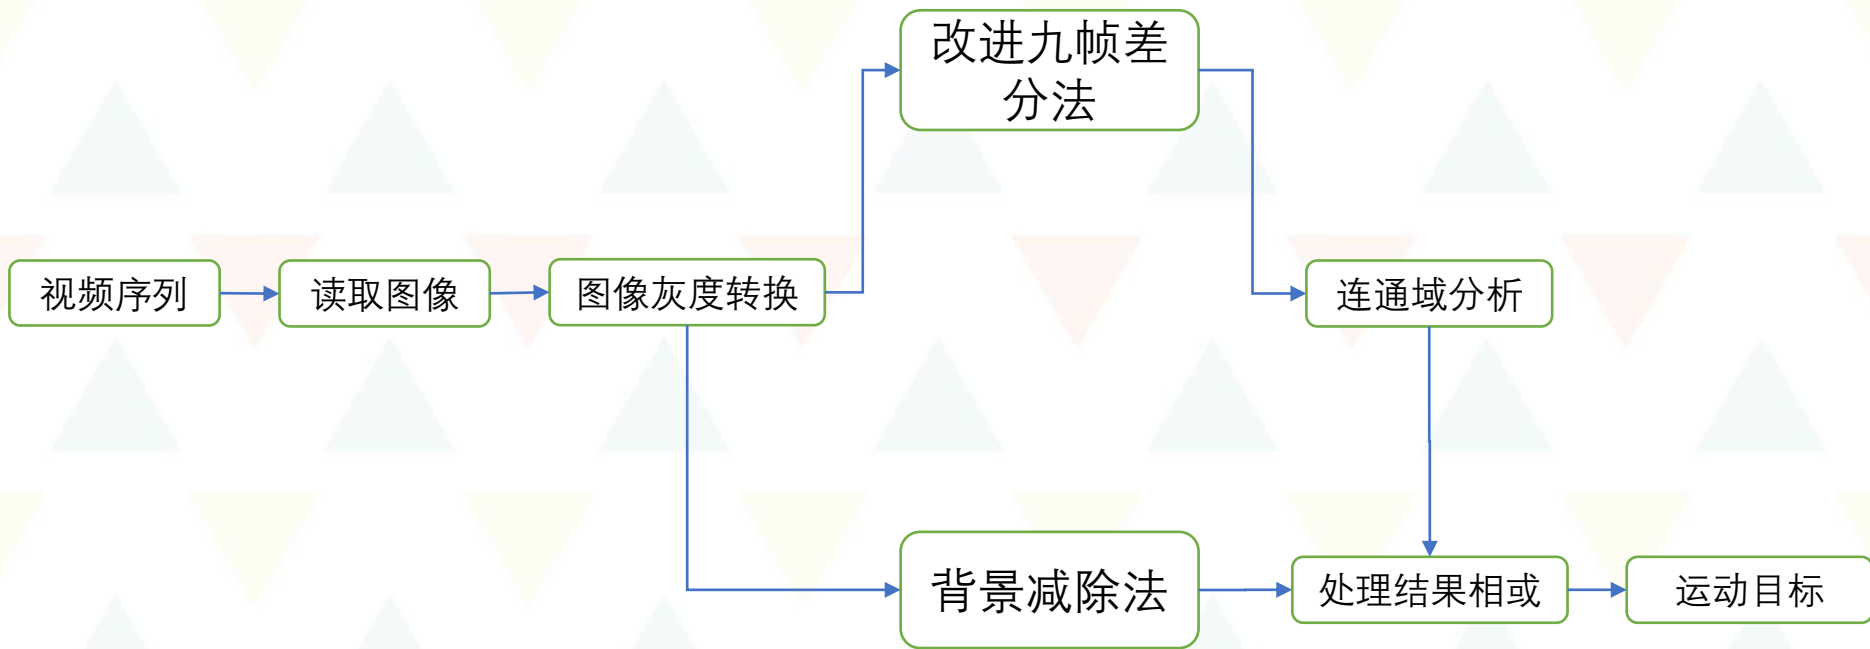 改进九帧差
分法
视频序列
读取图像
图像灰度转换
连通域分析
背景减除法
处理结果相或
运动目标